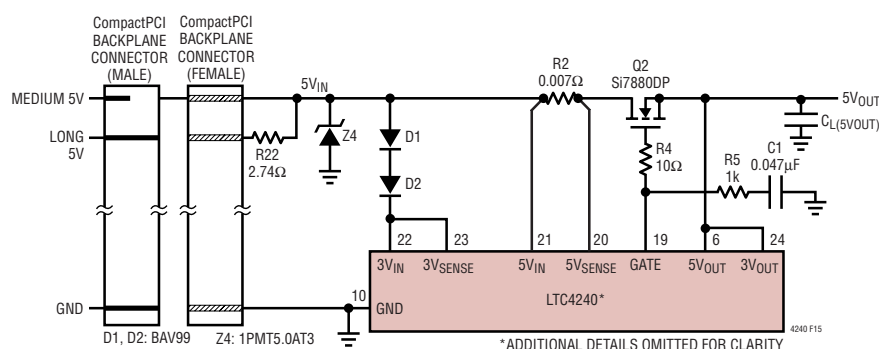 CompactPCI
BACKPLANE
CONNECTOR
(MALE)
CompactPCI
BACKPLANE
CONNECTOR
(FEMALE)
MEDIUM 5V
LONG
5V
GND
R22
2.74Ω
5VIN
Z4
D1
D2
R2
0.007Ω
Q2
Si7880DP
R4
10Ω
R5
1k
C1
0.047µF
5VOUT
CL(5VOUT)
22
23
21
20
19
6
24
3VIN
3VSENSE
5VIN
5VSENSE
GATE
5VOUT
3VOUT
10
GND
LTC4240*
4240 F15
D1, D2: BAV99
Z4: 1PMT5.0AT3
*ADDITIONAL DETAILS OMITTED FOR CLARITY